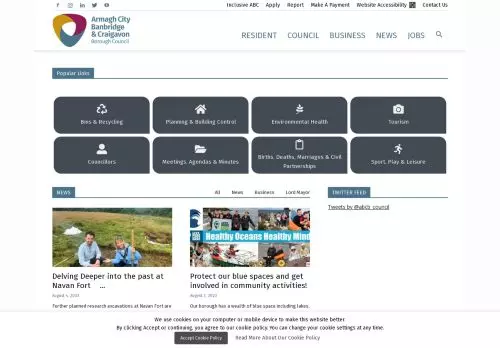 Inclusive ABC Apply Report Make A Payment Website Accessibility Contact Us
Armagh City
Banbridge
& Craigavon
Borough Council
RESIDENT COUNCIL BUSINESS NEWS JOBS
Popular Links
Bins & Recycling
Planning & Building Control
Environmental Health
Tourism
Councillors
Meetings, Agendas & Minutes
Births, Deaths, Marriages & Civil
Partnerships
Sport, Play & Leisure
NEWS
All News Business Lord Mayor
TWITTER FEED
Tweets by @abcb_council
Healthy Oceans Healthy Mind
Delving Deeper into the past at
Navan Fort ...
August 4, 2023
Further planned research excavations at Navan Fort are
Protect our blue spaces and get
involved in community activities!
August 3, 2023
Our borough has a wealth of blue space including lakes,
We use cookies on your computer or mobile device to make this website better.
By clicking Accept or continuing, you agree to our cookie policy. You can change your cookie settings at any time.
Accept Cookie Policy
Read More About Our Cookie Policy